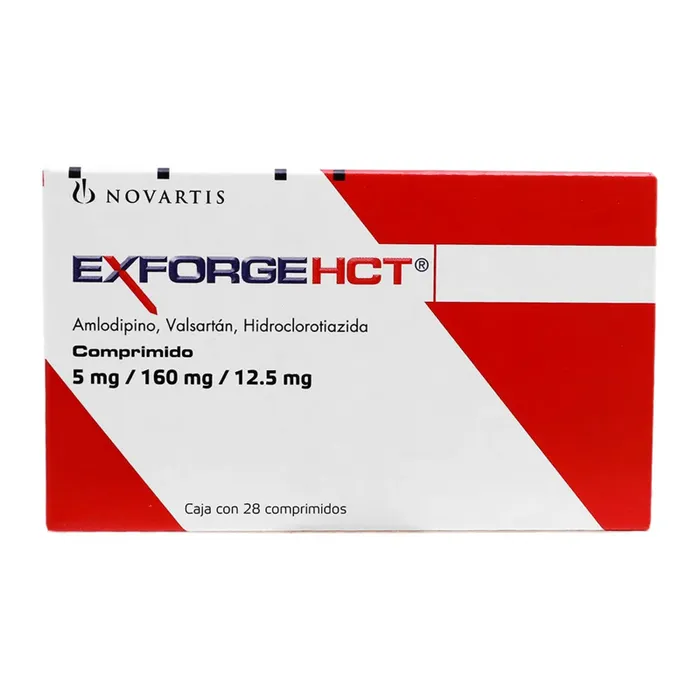 NOVARTIS
EXFORGEHCT®
Amlodipino, Valsartán, Hidroclorotiazida
Comprimido
5 mg / 160 mg / 12.5 mg
Caja con 28 comprimidos